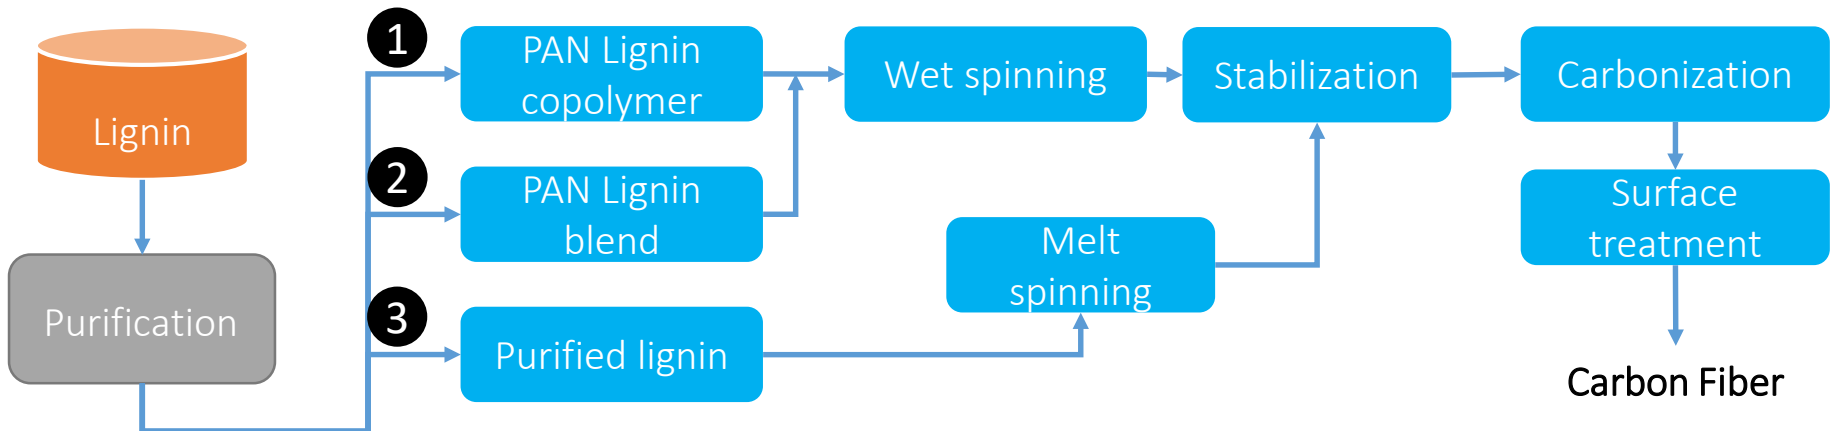 Lignin
Purification
1
PAN Lignin
copolymer
2
PAN Lignin
blend
3
Purified lignin
Wet spinning
Melt
spinning
Stabilization
Carbonization
Surface
treatment
Carbon Fiber